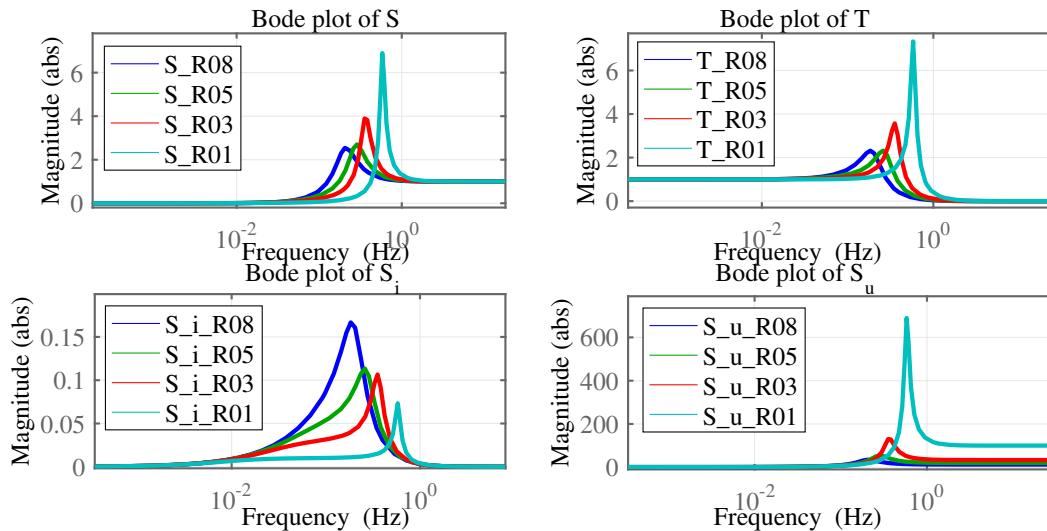 Bode plot of S
Magnitude (abs)
6
4
2
0
S_R08
S_R05
S_R03
S_R01
10^-2
10^0
Frequency (Hz)
Bode plot of T
Magnitude (abs)
6
4
2
0
T_R08
T_R05
T_R03
T_R01
10^-2
10^0
Frequency (Hz)
Bode plot of S_i
Magnitude (abs)
0.15
0.1
0.05
0
S_i_R08
S_i_R05
S_i_R03
S_i_R01
10^-2
10^0
Frequency (Hz)
Bode plot of S_u
Magnitude (abs)
600
400
200
0
S_u_R08
S_u_R05
S_u_R03
S_u_R01
10^-2
10^0
Frequency (Hz)